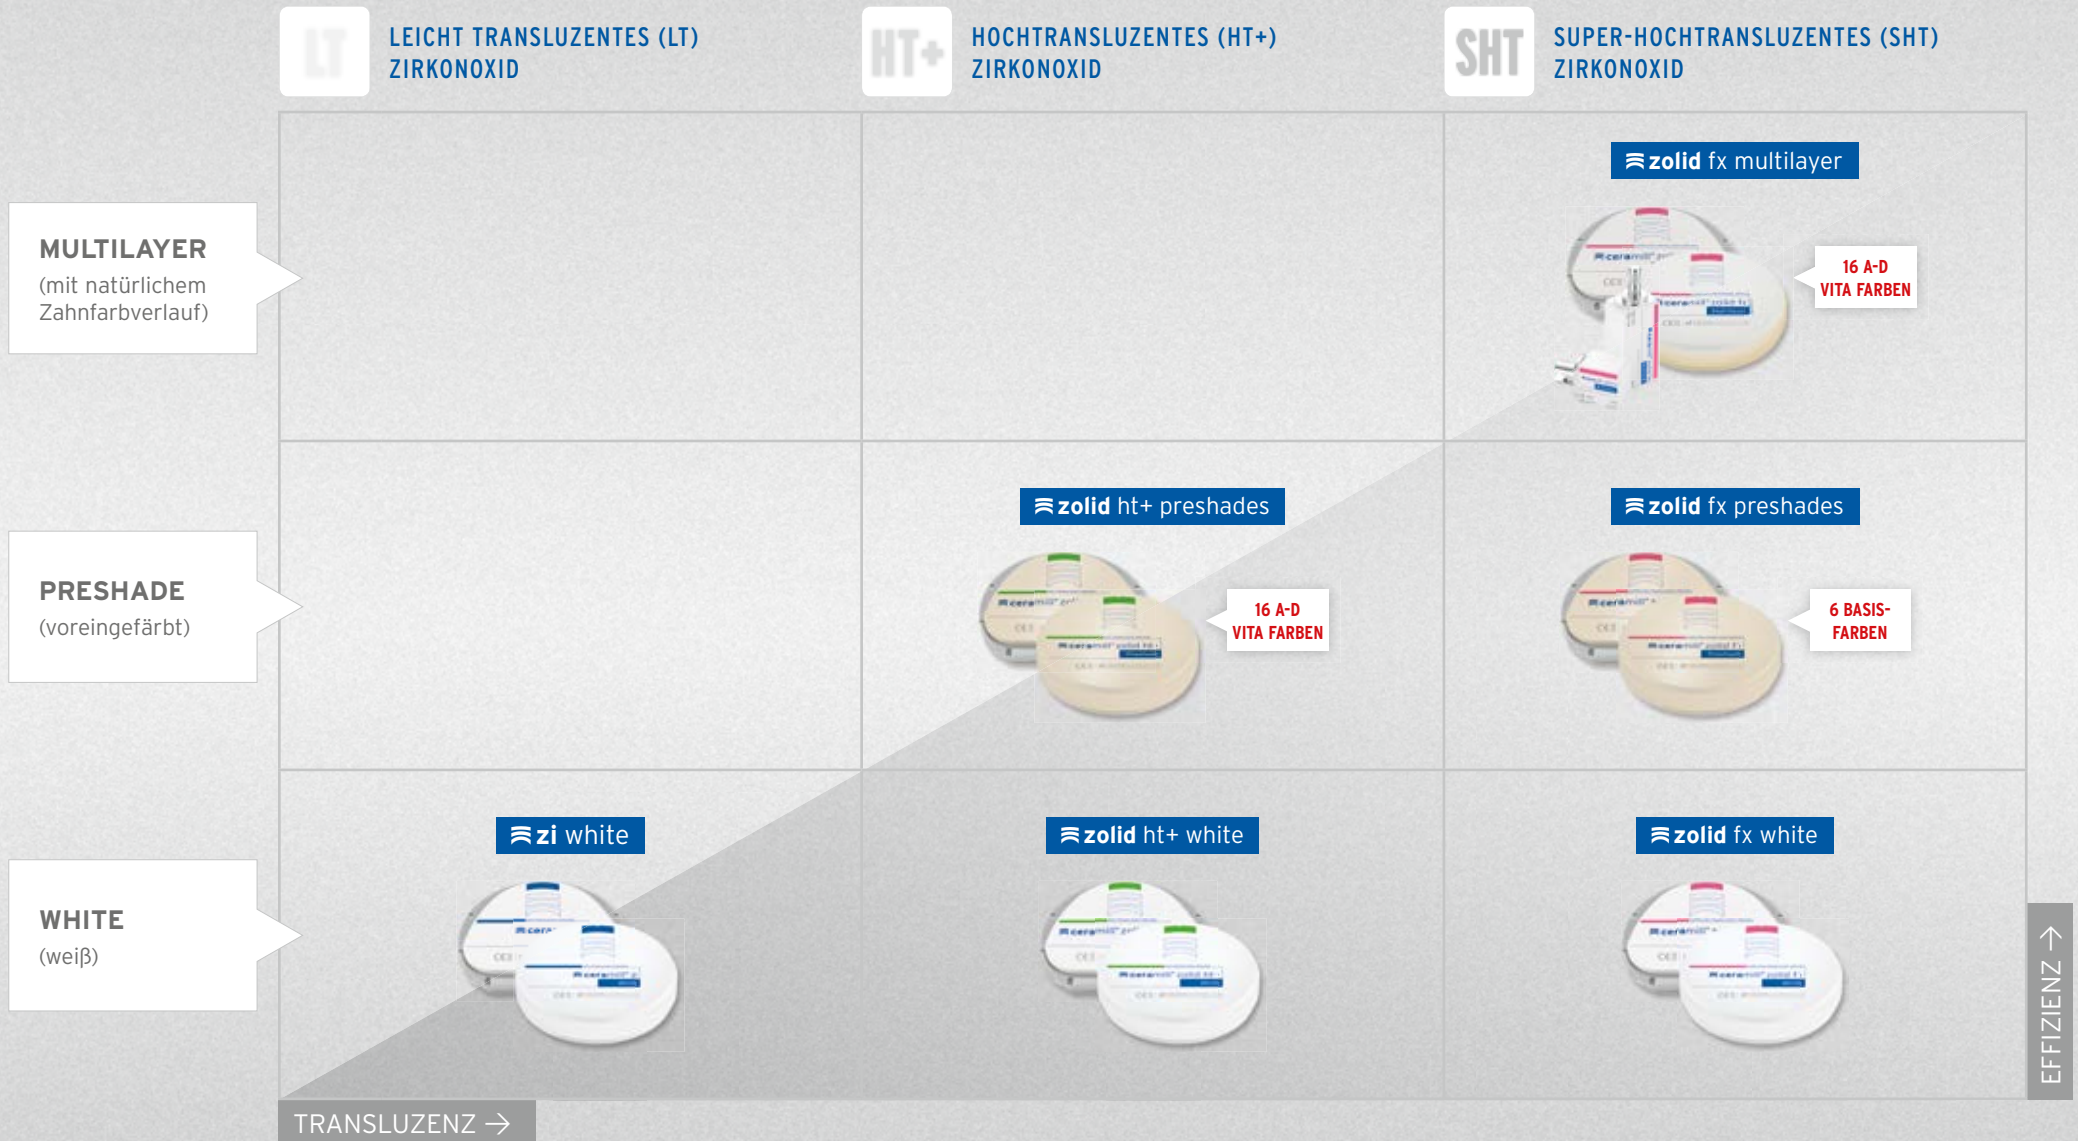 LT
LEICHT TRANSLUZENTES (LT)
ZIRKONOXID
HT+
HOCHTRANSLUZENTES (HT+)
ZIRKONOXID
SHT
SUPER-HOCHTRANSLUZENTES (SHT)
ZIRKONOXID
MULTILAYER
(mit natürlichem
Zahnfarbverlauf)
zolid fx multilayer
16 A-D
VITA FARBEN
PRESHADE
(voreingefärbt)
zolid ht+ preshades
16 A-D
VITA FARBEN
zolid fx preshades
6 BASIS-
FARBEN
WHITE
(weiß)
zi white
zolid ht+ white
zolid fx white
EFFIZIENZ →
TRANSLUZENZ →